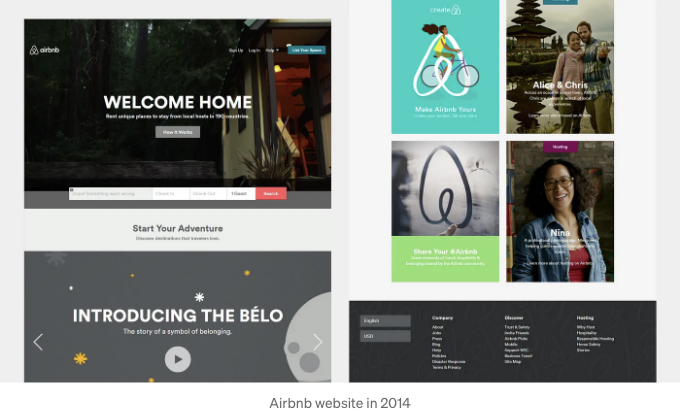 airbnb
Sign Up Log In Help List Your Space
WELCOME HOME
Rent unique places to stay from local hosts in 190 countries.
How It Works
Check In Check Out 1 Guest Search
Start Your Adventure
Discover destinations that travelers love.
INTRODUCING THE BÉLO
The story of a symbol of belonging.
create
Make Airbnb Yours
Alice & Chris
Share Your #Airbnb
Hosting
Nina
English
USD
Company
About
Jobs
Press
Blog
Help
Policies
Disaster Response
Terms & Privacy
Discover
Trust & Safety
Invite Friends
Airbnb Picks
Mobile
Support NYC
Business Travel
Site Map
Hosting
Why Host
Hospitality
Responsible Hosting
Home Safety
Stories
Airbnb website in 2014